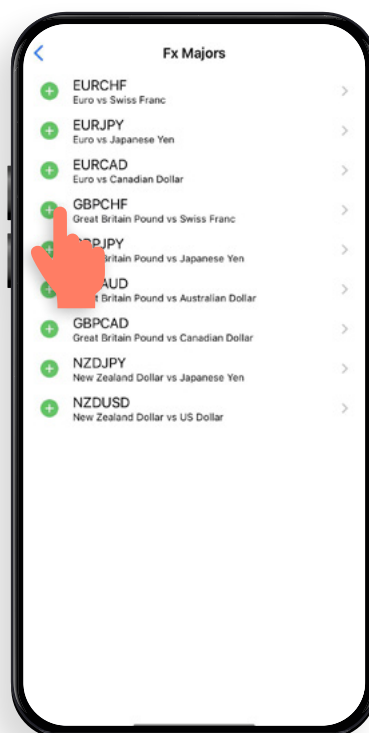 Fx Majors
EURCHF
Euro vs Swiss Franc
EURJPY
Euro vs Japanese Yen
EURCAD
Euro vs Canadian Dollar
GBPCHF
Great Britain Pound vs Swiss Franc
PJPY
Britain Pound vs Japanese Yen
AUD
Britain Pound vs Australian Dollar
GBPCAD
Great Britain Pound vs Canadian Dollar
NZDJPY
New Zealand Dollar vs Japanese Yen
NZDUSD
New Zealand Dollar vs US Dollar